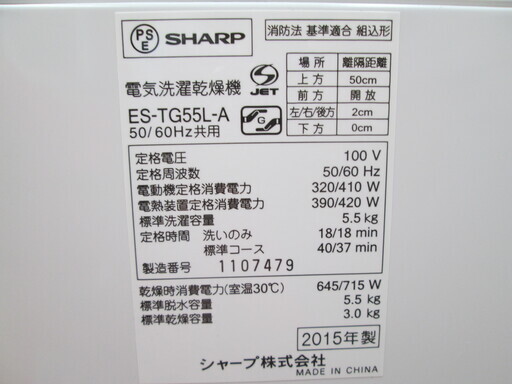 PS
E
SHARP
消防法 基準適合 組込形
場所 離隔距離
上方 50cm
前方 開放
左/右/後方 2cm
下方 0cm
電気洗濯乾燥機
S
JET
ES-TG55L-A
50/60Hz共用
G
定格電圧 100 V
定格周波数 50/60 Hz
電動機定格消費電力 320/410 W
電熱装置定格消費電力 390/420 W
標準洗濯容量 5.5 kg
定格時間 洗いのみ 18/18 min
標準コース 40/37 min
製造番号 1107479
乾燥時消費電力(室温30℃) 645/715 W
標準脱水容量 5.5 kg
標準乾燥容量 3.0 kg
2015年製
シャープ株式会社
MADE IN CHINA